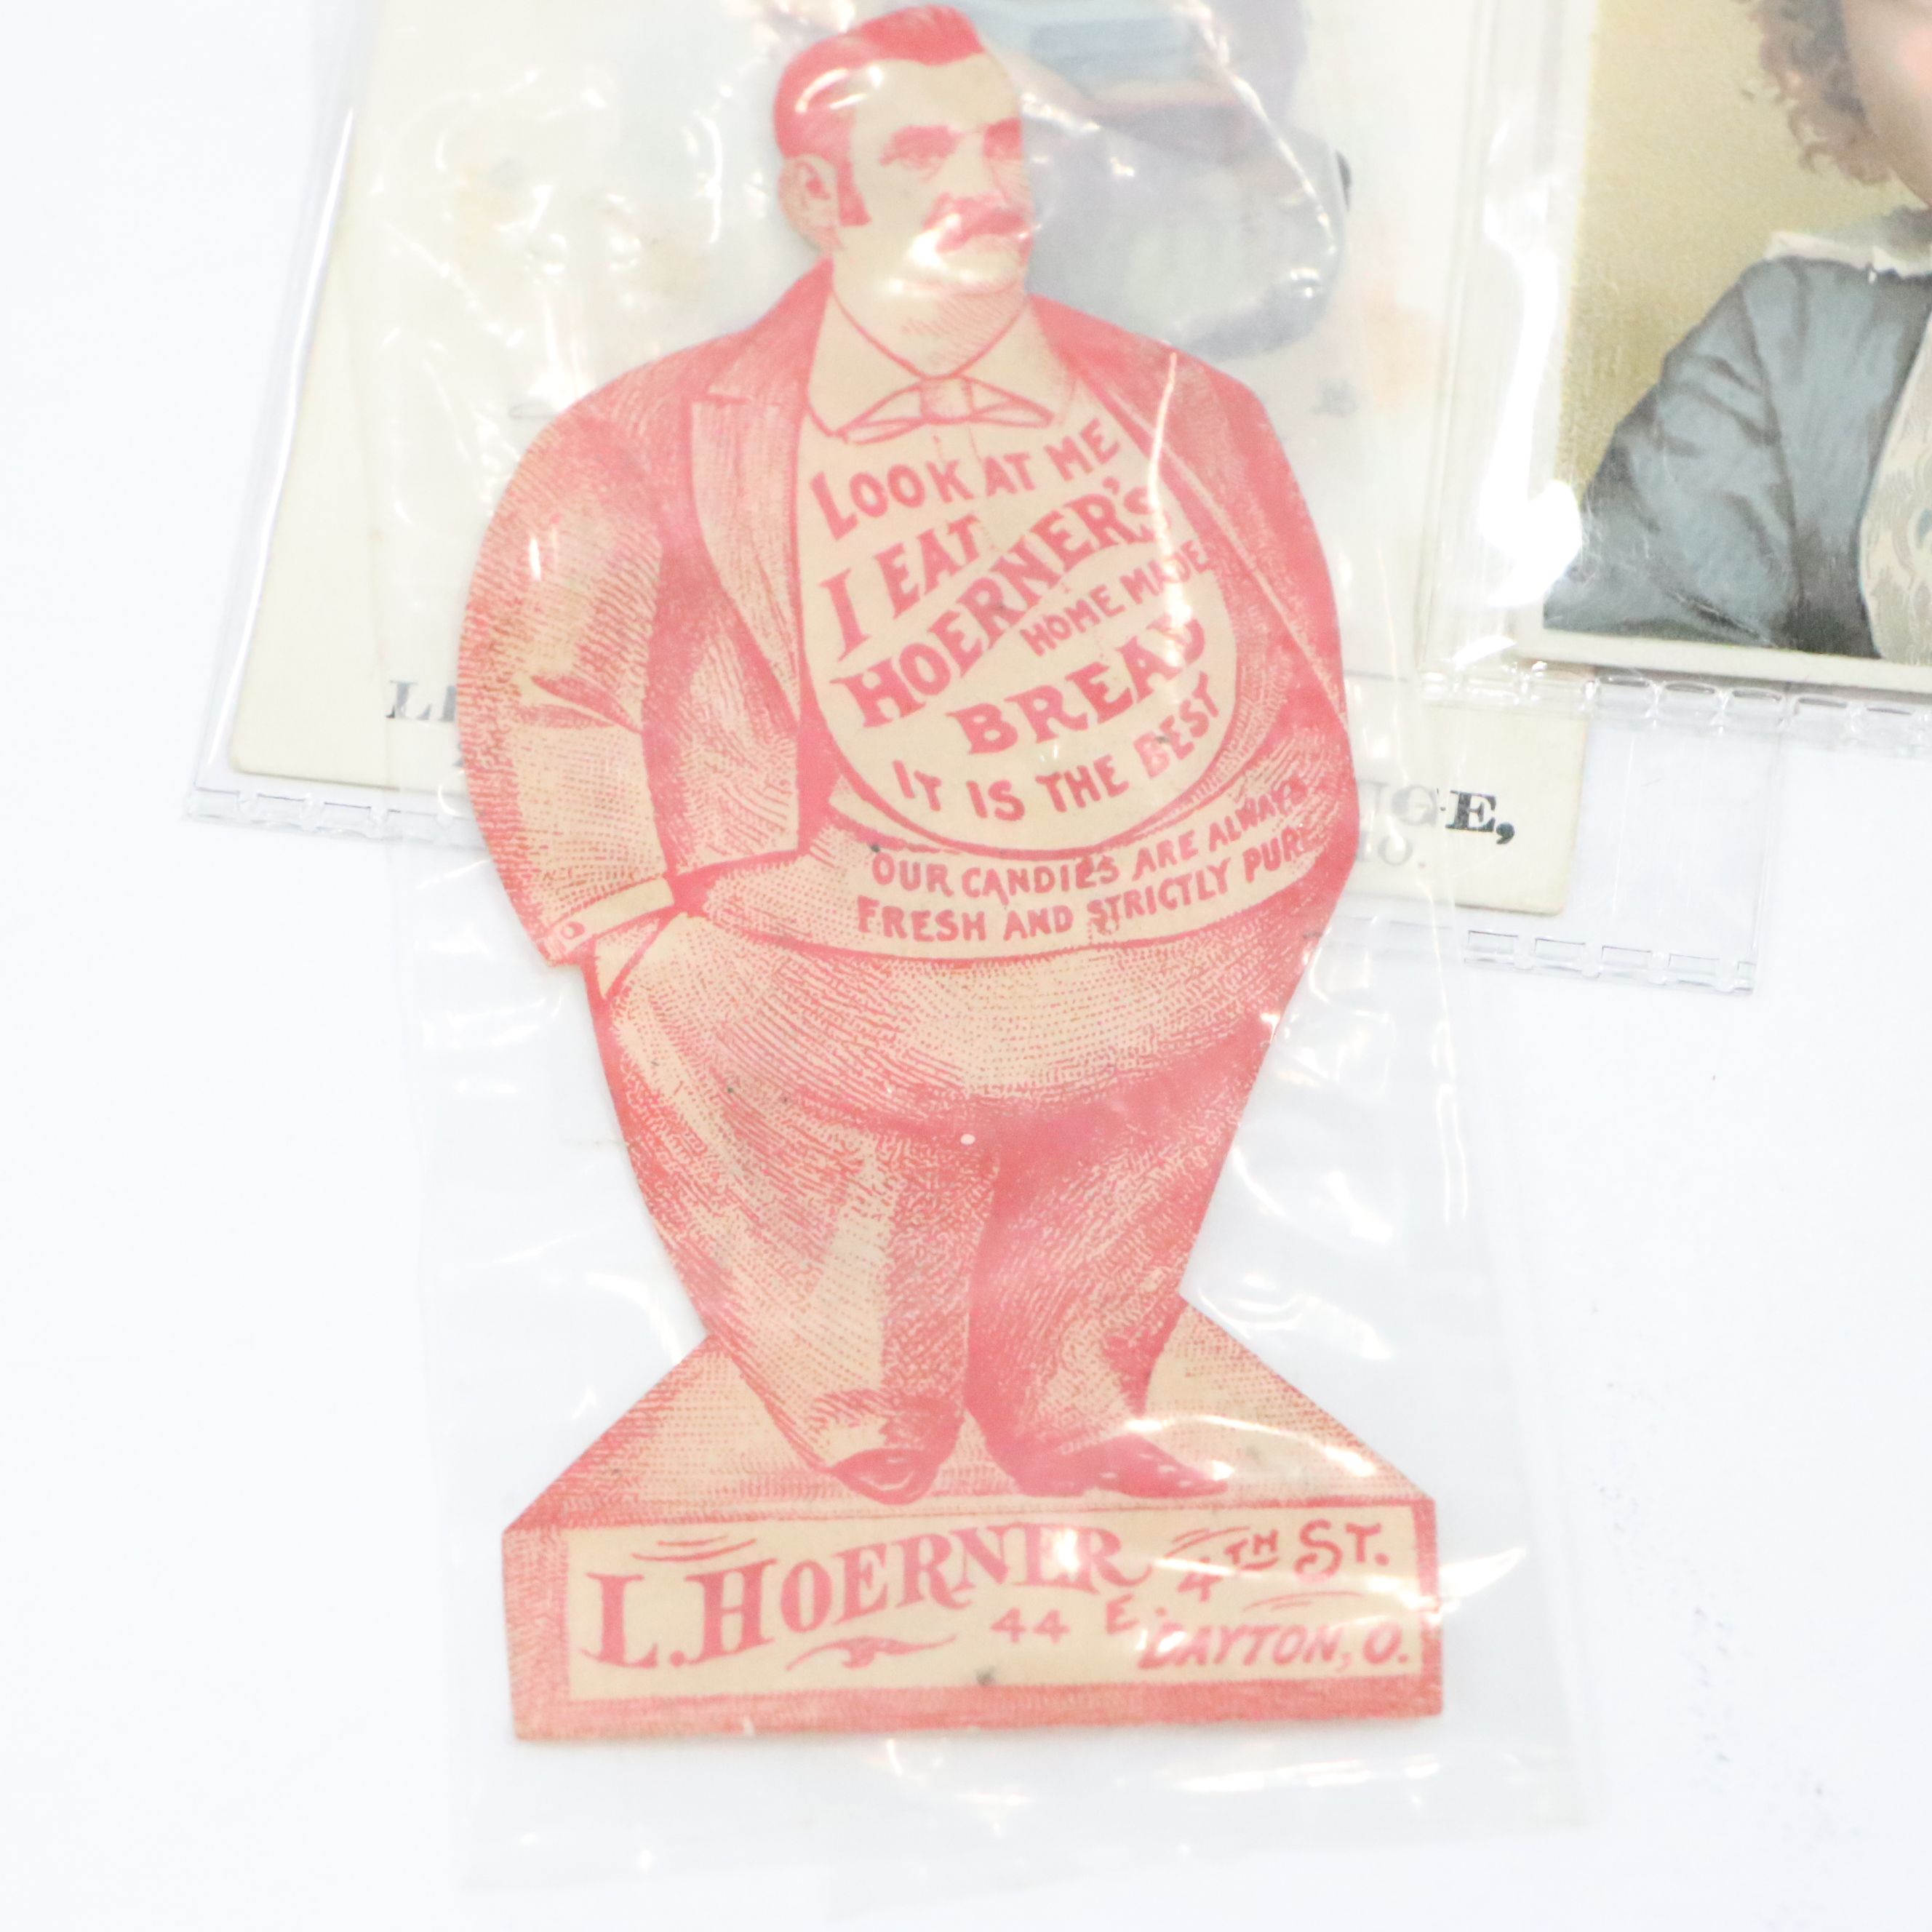 LOOK AT ME
I EAT
HOERNER'S
HOME MADE
BREAD
IT IS THE BEST
OUR CANDIES ARE ALWAYS
FRESH AND STRICTLY PURE
L. HOERNER
44 E. 4TH ST.
DAYTON, O.